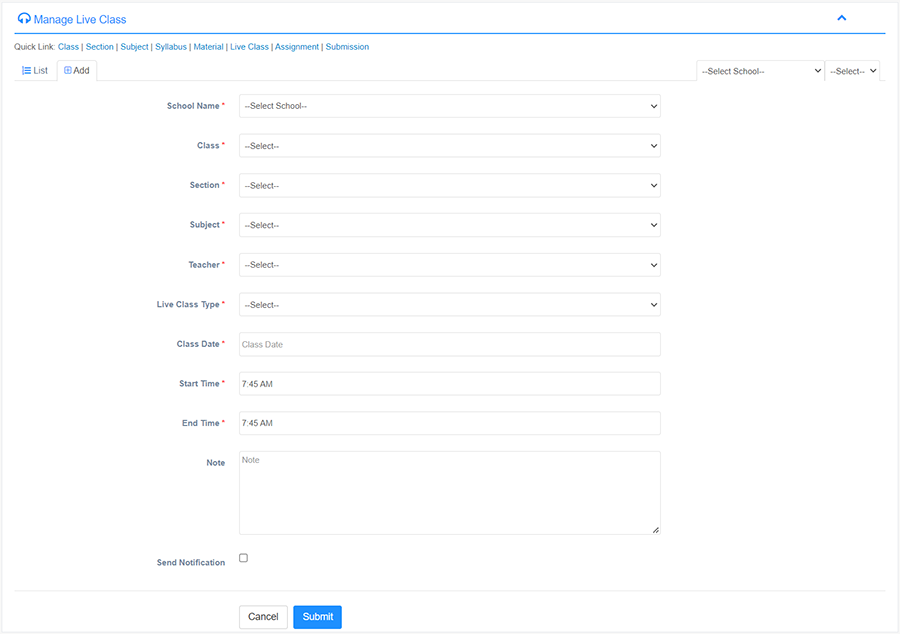 Manage Live Class
Quick Link: Class | Section | Subject | Syllabus | Material | Live Class | Assignment | Submission
List Add --Select School-- --Select--
School Name * --Select School--
Class * --Select--
Section * --Select--
Subject * --Select--
Teacher * --Select--
Live Class Type * --Select--
Class Date * Class Date
Start Time * 7:45 AM
End Time * 7:45 AM
Note Note
Send Notification
Cancel Submit